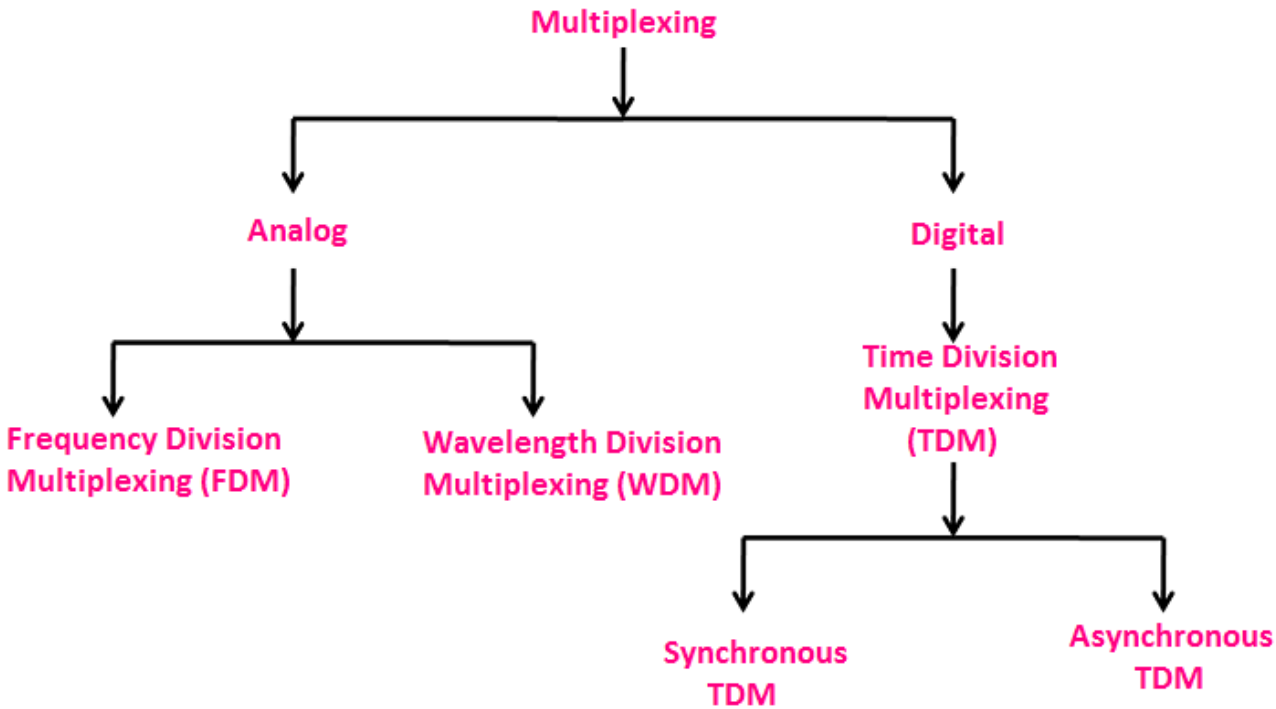 Multiplexing
Analog
Digital
Time Division
Multiplexing
(TDM)
Frequency Division
Multiplexing (FDM)
Wavelength Division
Multiplexing (WDM)
Synchronous
TDM
Asynchronous
TDM